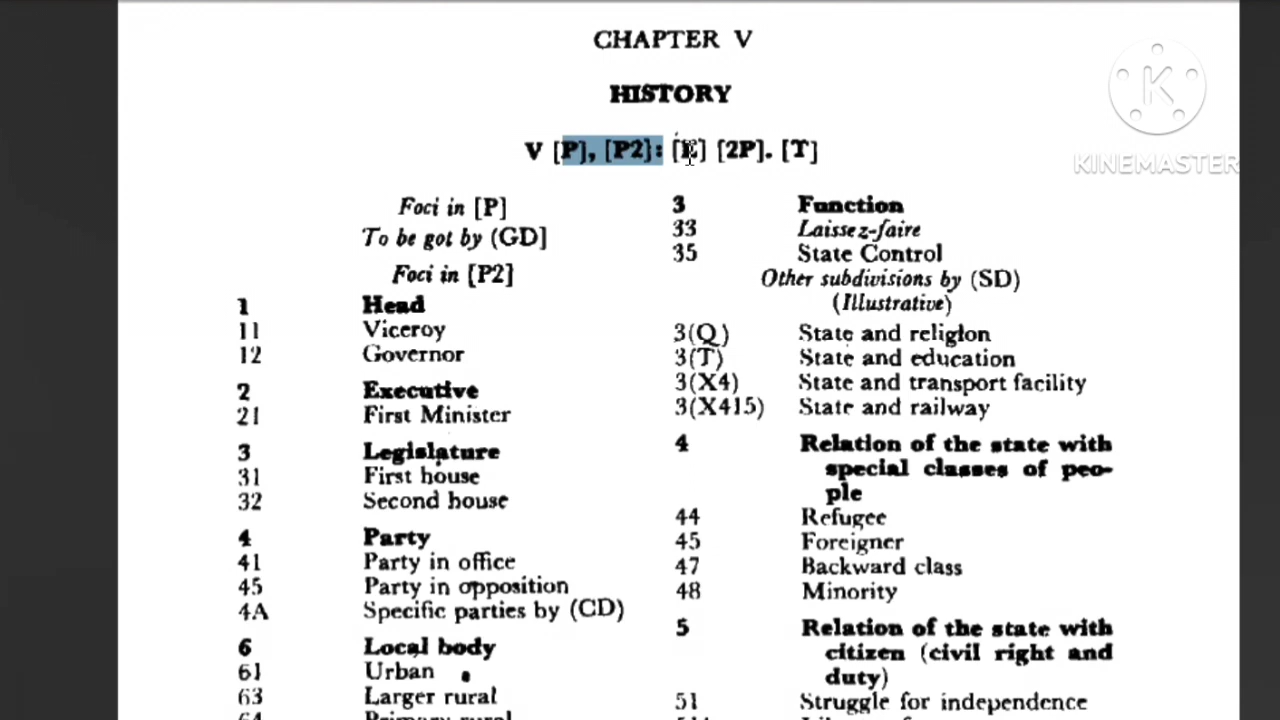 CHAPTER V
HISTORY
V [P], [P2]: [E] [2P]. [T]
Foci in [P]
To be got by (GD]
Foci in [P2]
1 Head
11 Viceroy
12 Governor
2 Executive
21 First Minister
3 Legislature
31 First house
32 Second house
4 Party
41 Party in office
45 Party in opposition
4A Specific parties by (CD)
6 Local body
61 Urban
63 Larger rural
64 Primary rural
3 Function
33 Laissez-faire
35 State Control
Other subdivisions by (SD)
(Illustrative)
3(Q) State and religion
3(T) State and education
3(X4) State and transport facility
3(X415) State and railway
4 Relation of the state with
special classes of peo-
ple
44 Refugee
45 Foreigner
47 Backward class
48 Minority
5 Relation of the state with
citizen (civil right and
duty)
51 Struggle for independence
K
KINEMASTER